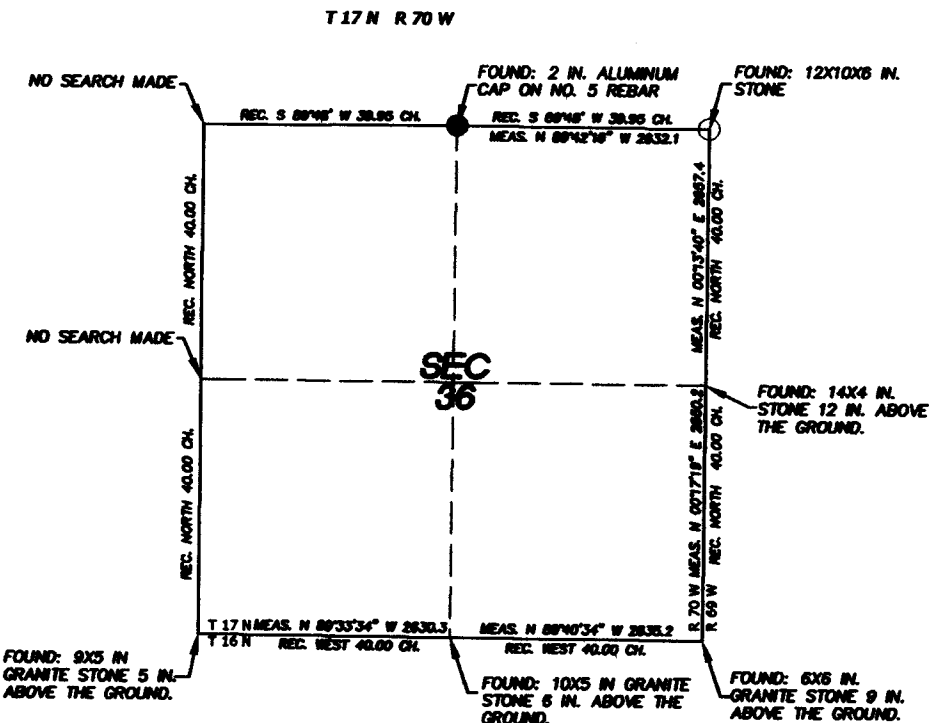 T 17 N R 70 W
NO SEARCH MADE
FOUND: 2 IN. ALUMINUM
CAP ON NO. 5 REBAR
FOUND: 12X10X6 IN.
STONE
REC. S 89°48' W 39.95 CH.
REC. S 89°48' W 39.95 CH.
MEAS. N 89°42'16" W 2632.1
REC. NORTH 40.00 CH.
MEAS. N 00°13'40" E 2667.4
REC. NORTH 40.00 CH.
NO SEARCH MADE
SEC
36
FOUND: 14X4 IN.
STONE 12 IN. ABOVE
THE GROUND.
REC. NORTH 40.00 CH.
MEAS. N 00°17'19" E 2660.2
REC. NORTH 40.00 CH.
R 70 W
R 69 W
T 17 N
T 16 N
MEAS. N 89°33'34" W 2630.3
REC. WEST 40.00 CH.
MEAS. N 89°40'34" W 2635.2
REC. WEST 40.00 CH.
FOUND: 9X5 IN
GRANITE STONE 5 IN.
ABOVE THE GROUND.
FOUND: 10X5 IN GRANITE
STONE 6 IN. ABOVE THE
GROUND.
FOUND: 6X6 IN.
GRANITE STONE 9 IN.
ABOVE THE GROUND.